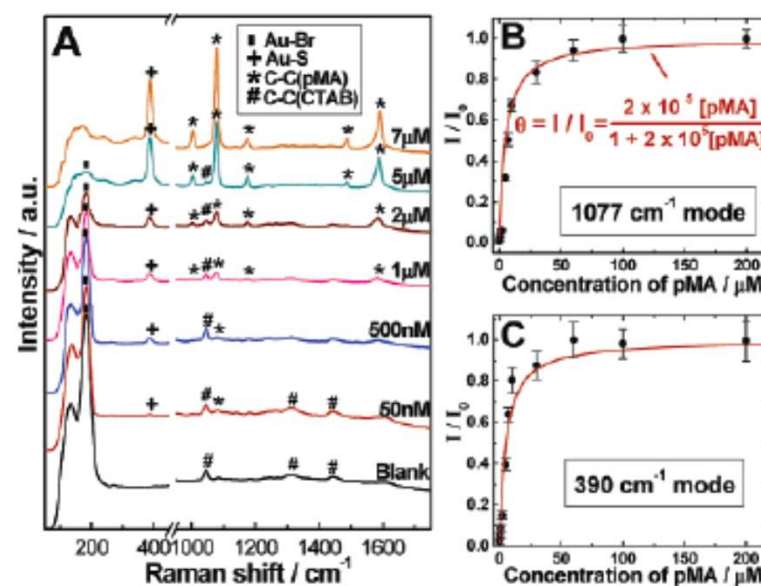 A
▪ Au-Br
+ Au-S
* C-C(pMA)
# C-C(CTAB)
7μM
5μM
2μM
1μM
500nM
50nM
Blank
Intensity / a.u.
200 400 1000 1200 1400 1600
Raman shift / cm⁻¹
B
1.0
0.8
0.6
0.4
0.2
0.0
I / I₀
θ = I / I₀ = 2 x 10⁵ [pMA]
1 + 2 x 10⁵[pMA]
1077 cm⁻¹ mode
0 50 100 150 200
Concentration of pMA / μM
C
1.0
0.8
0.6
0.4
0.2
0.0
I / I₀
390 cm⁻¹ mode
0 50 100 150 200
Concentration of pMA / μM